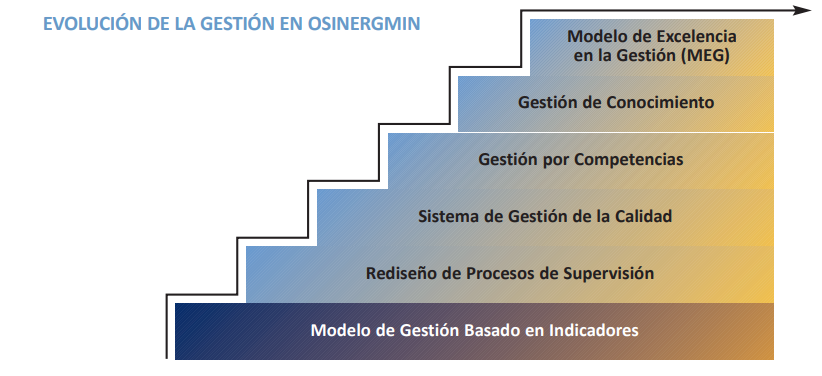 EVOLUCIÓN DE LA GESTIÓN EN OSINERGMIN
Modelo de Excelencia
en la Gestión (MEG)
Gestión de Conocimiento
Gestión por Competencias
Sistema de Gestión de la Calidad
Rediseño de Procesos de Supervisión
Modelo de Gestión Basado en Indicadores